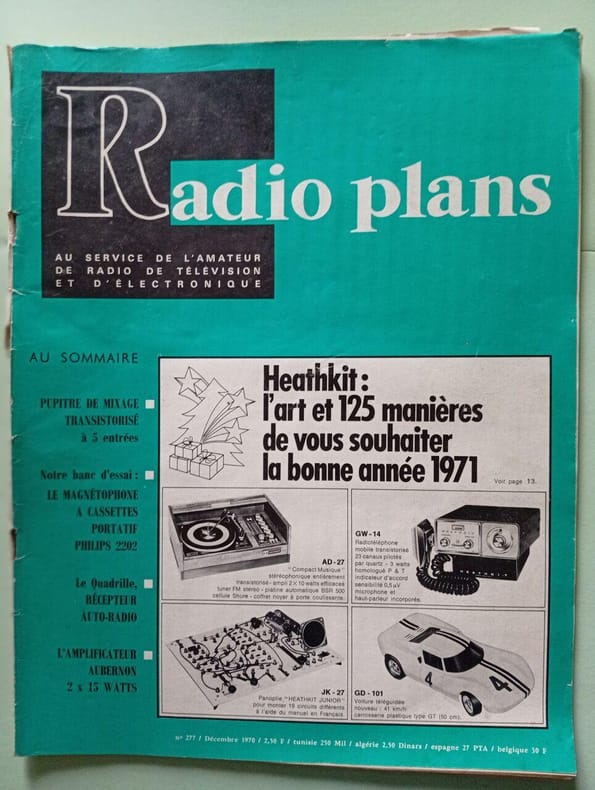 Radio plans
AU SERVICE DE L'AMATEUR
DE RADIO DE TÉLÉVISION
ET D'ÉLECTRONIQUE
AU SOMMAIRE
PUPITRE DE MIXAGE
TRANSISTORISÉ
à 5 entrées
Notre banc d'essai :
LE MAGNÉTOPHONE
A CASSETTES
PORTATIF
PHILIPS 2202
Le Quadrille,
RÉCEPTEUR
AUTO-RADIO
L'AMPLIFICATEUR
AUBERNON
2 x 15 WATTS
Heathkit :
l'art et 125 manières
de vous souhaiter
la bonne année 1971
Voir page 13.
AD-27
"Compact Musique"
stéréophonique entièrement
transistorisé - ampli 2 X 10 watts efficaces
tuner FM stereo - platine automatique BSR 500
cellule Shure - coffret noyer à porte coulissante.
GW-14
Radiotéléphone
mobile transistorisé
23 canaux pilotés
par quartz - 3 watts
homologué P & T
indicateur d'accord
sensibilité 0,5 µV
microphone et
haut-parleur incorporés.
JK-27
Panoplie "HEATHKIT JUNIOR"
pour monter 19 circuits différents
à l'aide du manuel en Français.
GD-101
Voiture téléguidée
nouveau : 41 km/h
carrosserie plastique type GT (50 cm).
4
4
n° 277 / Décembre 1970 / 2,50 F / tunisie 250 Mil / algérie 2,50 Dinars / espagne 27 PTA / belgique 30 F